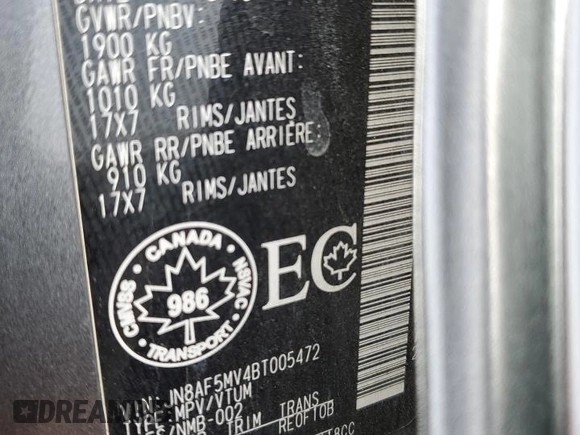 GVWR/PNBV:
1900 KG
GAWR FR/PNBE AVANT:
1010 KG
17X7 RIMS/JANTES
GAWR RR/PNBE ARRIÈRE:
910 KG
17X7 RIMS/JANTES
CANADA
CMVSS NSVAC
986
TRANSPORT
EC
JN8AF5MV4BT005472
TYPE:MPV/VTUM
NMB-002
TRIM TRANS
RE0F10B
DREAM